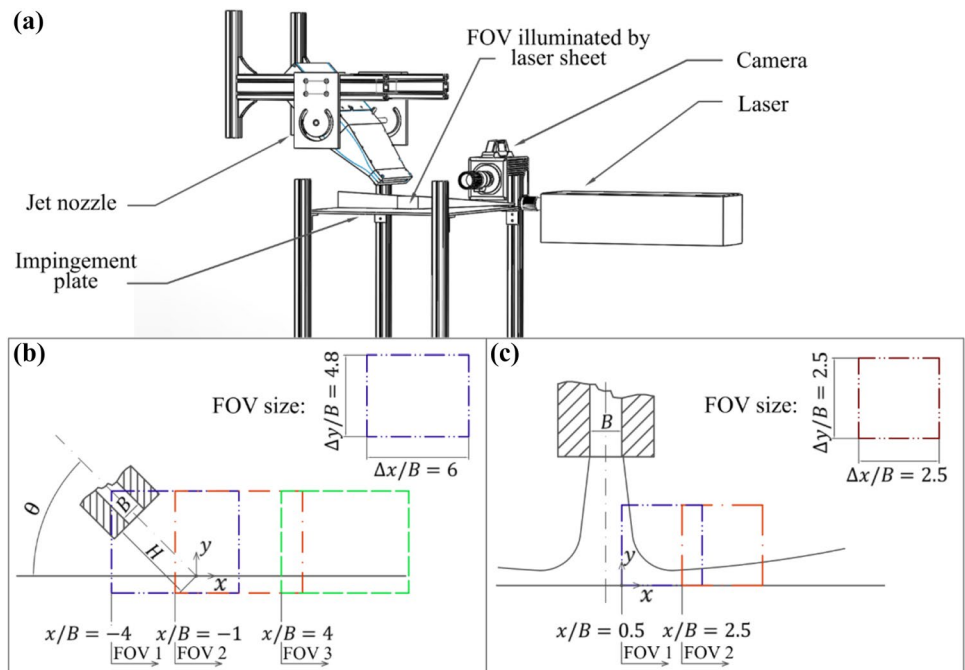 (a)
FOV illuminated by
laser sheet
Camera
Laser
Jet nozzle
Impingement
plate
(b)
FOV size:
Δy/B = 4.8
Δx/B = 6
θ
B
H
y
x
x/B = −4
x/B = −1
x/B = 4
FOV 1
FOV 2
FOV 3
(c)
FOV size:
Δy/B = 2.5
Δx/B = 2.5
B
y
x
x/B = 0.5
x/B = 2.5
FOV 1
FOV 2